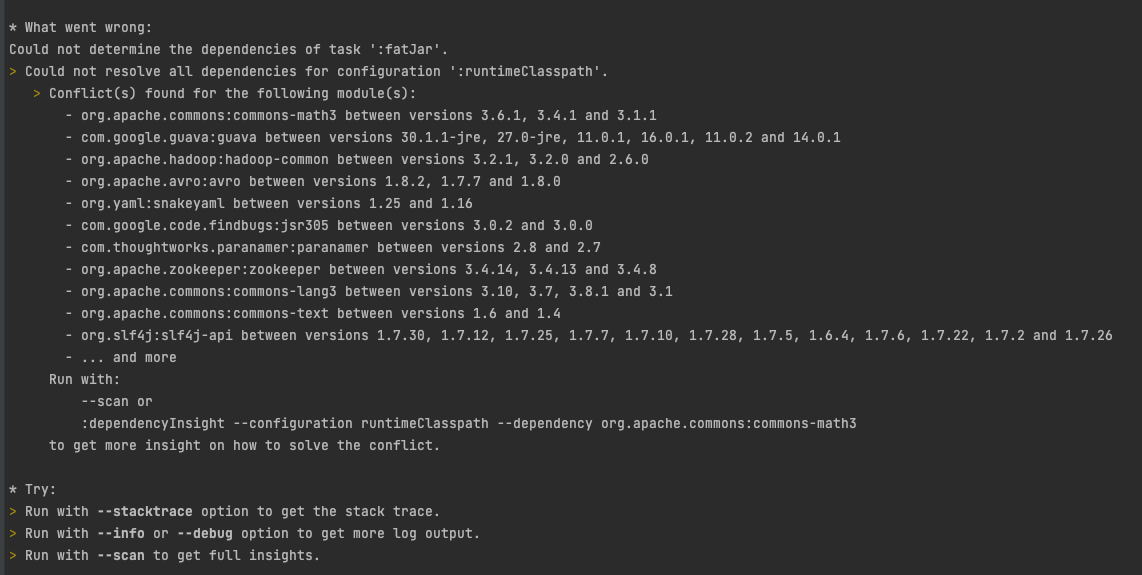 * What went wrong:
Could not determine the dependencies of task ':fatJar'.
> Could not resolve all dependencies for configuration ':runtimeClasspath'.
> Conflict(s) found for the following module(s):
- org.apache.commons:commons-math3 between versions 3.6.1, 3.4.1 and 3.1.1
- com.google.guava:guava between versions 30.1.1-jre, 27.0-jre, 11.0.1, 16.0.1, 11.0.2 and 14.0.1
- org.apache.hadoop:hadoop-common between versions 3.2.1, 3.2.0 and 2.6.0
- org.apache.avro:avro between versions 1.8.2, 1.7.7 and 1.8.0
- org.yaml:snakeyaml between versions 1.25 and 1.16
- com.google.code.findbugs:jsr305 between versions 3.0.2 and 3.0.0
- com.thoughtworks.paranamer:paranamer between versions 2.8 and 2.7
- org.apache.zookeeper:zookeeper between versions 3.4.14, 3.4.13 and 3.4.8
- org.apache.commons:commons-lang3 between versions 3.10, 3.7, 3.8.1 and 3.1
- org.apache.commons:commons-text between versions 1.6 and 1.4
- org.slf4j:slf4j-api between versions 1.7.30, 1.7.12, 1.7.25, 1.7.7, 1.7.10, 1.7.28, 1.7.5, 1.6.4, 1.7.6, 1.7.22, 1.7.2 and 1.7.26
- ... and more
Run with:
--scan or
:dependencyInsight --configuration runtimeClasspath --dependency org.apache.commons:commons-math3
to get more insight on how to solve the conflict.
* Try:
> Run with --stacktrace option to get the stack trace.
> Run with --info or --debug option to get more log output.
> Run with --scan to get full insights.